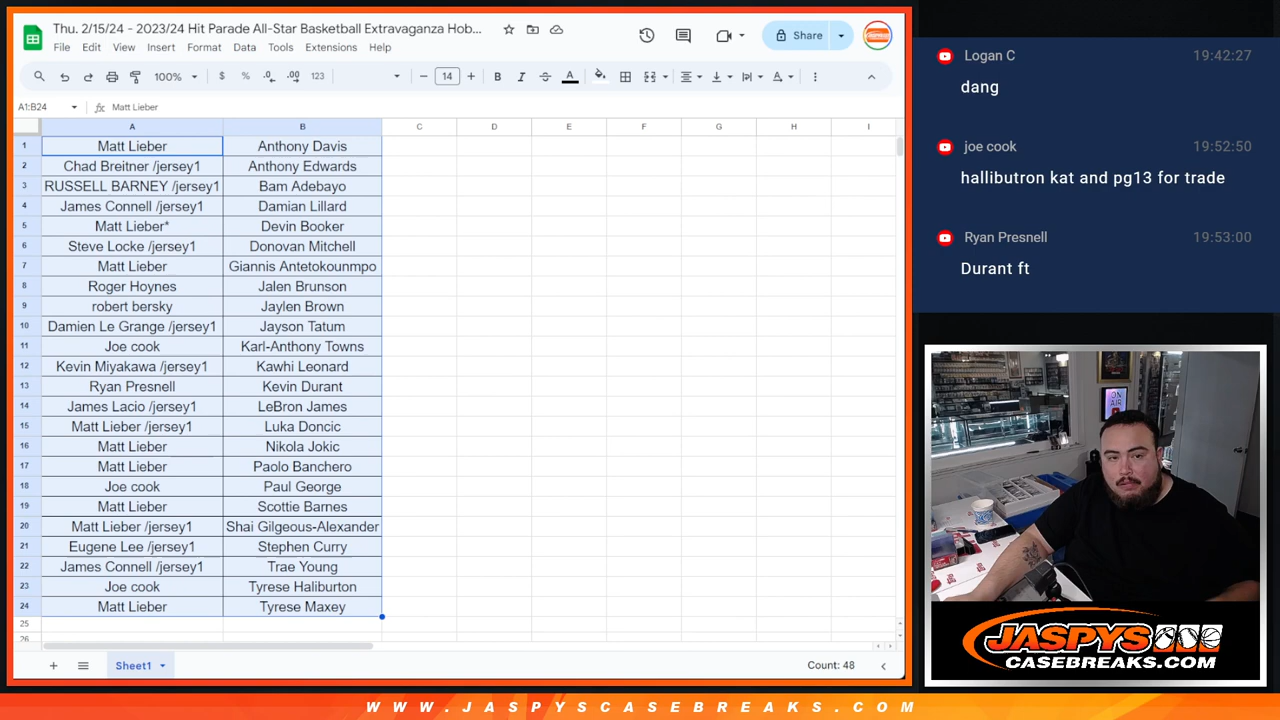 Thu. 2/15/24 - 2023/24 Hit Parade All-Star Basketball Extravaganza Hob...
File Edit View Insert Format Data Tools Extensions Help
Share
100% $ % .0 .00 123 14 B I S A
A1:B24 fx Matt Lieber
A B C D E F G H I
1 Matt Lieber Anthony Davis
2 Chad Breitner /jersey1 Anthony Edwards
3 RUSSELL BARNEY /jersey1 Bam Adebayo
4 James Connell /jersey1 Damian Lillard
5 Matt Lieber* Devin Booker
6 Steve Locke /jersey1 Donovan Mitchell
7 Matt Lieber Giannis Antetokounmpo
8 Roger Hoynes Jalen Brunson
9 robert bersky Jaylen Brown
10 Damien Le Grange /jersey1 Jayson Tatum
11 Joe cook Karl-Anthony Towns
12 Kevin Miyakawa /jersey1 Kawhi Leonard
13 Ryan Presnell Kevin Durant
14 James Lacio /jersey1 LeBron James
15 Matt Lieber /jersey1 Luka Doncic
16 Matt Lieber Nikola Jokic
17 Matt Lieber Paolo Banchero
18 Joe cook Paul George
19 Matt Lieber Scottie Barnes
20 Matt Lieber /jersey1 Shai Gilgeous-Alexander
21 Eugene Lee /jersey1 Stephen Curry
22 James Connell /jersey1 Trae Young
23 Joe cook Tyrese Haliburton
24 Matt Lieber Tyrese Maxey
25
26
Sheet1 Count: 48
Logan C 19:42:27
dang
joe cook 19:52:50
hallibutron kat and pg13 for trade
Ryan Presnell 19:53:00
Durant ft
ON
AIR
JASPYS
CASEBREAKS.COM
WWW.JASPYSCASEBREAKS.COM